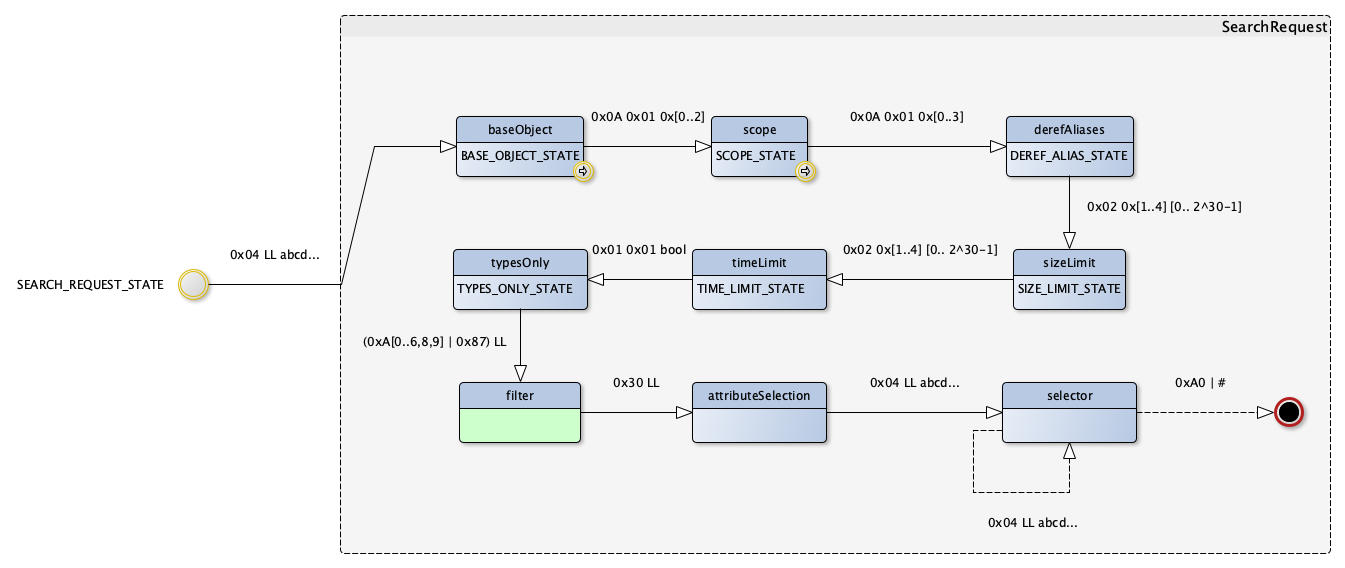 SearchRequest
0x0A 0x01 0x[0..2]
0x0A 0x01 0x[0..3]
baseObject
BASE_OBJECT_STATE
scope
SCOPE_STATE
derefAliases
DEREF_ALIAS_STATE
0x02 0x[1..4] [0.. 2^30-1]
0x04 LL abcd...
SEARCH_REQUEST_STATE
0x01 0x01 bool
0x02 0x[1..4] [0.. 2^30-1]
typesOnly
TYPES_ONLY_STATE
timeLimit
TIME_LIMIT_STATE
sizeLimit
SIZE_LIMIT_STATE
(0xA[0..6,8,9] | 0x87) LL
0x30 LL
0x04 LL abcd...
0xA0 | #
filter
attributeSelection
selector
0x04 LL abcd...